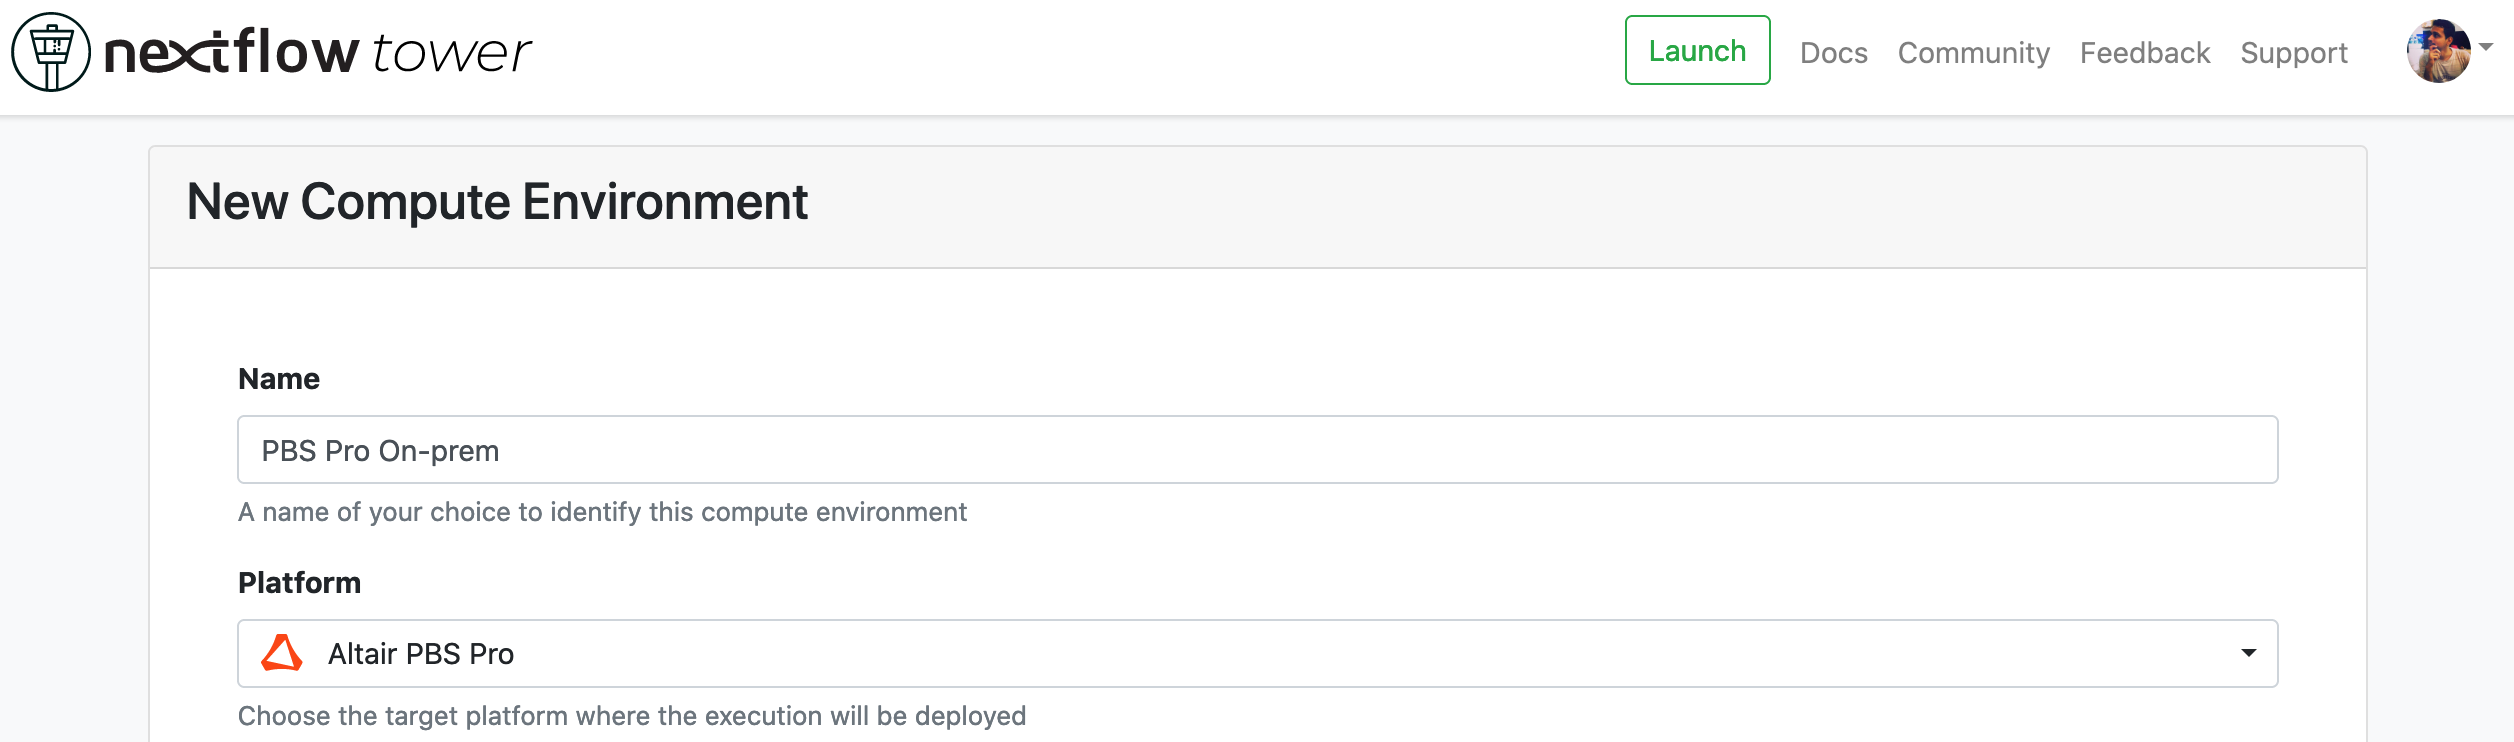 nextflow tower
Launch Docs Community Feedback Support
New Compute Environment
Name
PBS Pro On-prem
A name of your choice to identify this compute environment
Platform
Altair PBS Pro
Choose the target platform where the execution will be deployed